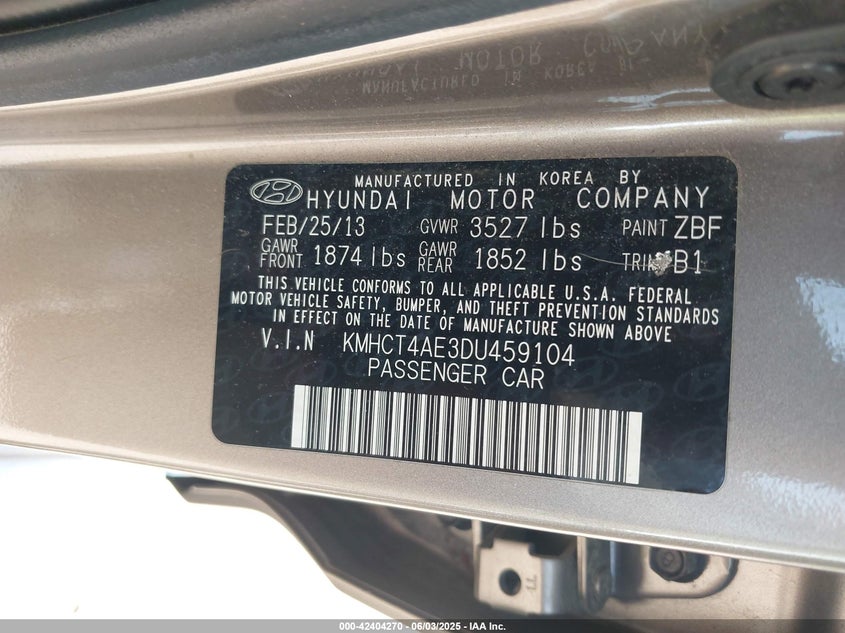 MANUFACTURED IN KOREA BY
HYUNDAI MOTOR COMPANY
FEB/25/13 GVWR 3527 lbs PAINT ZBF
GAWR FRONT 1874 lbs GAWR REAR 1852 lbs B1
THIS VEHICLE CONFORMS TO ALL APPLICABLE U.S.A. FEDERAL
MOTOR VEHICLE SAFETY, BUMPER, AND THEFT PREVENTION STANDARDS
IN EFFECT ON THE DATE OF MANUFACTURE SHOWN ABOVE
V.I.N KMHCT4AE3DU459104
PASSENGER CAR
000-42404270 - 06/03/2025 - IAA Inc.